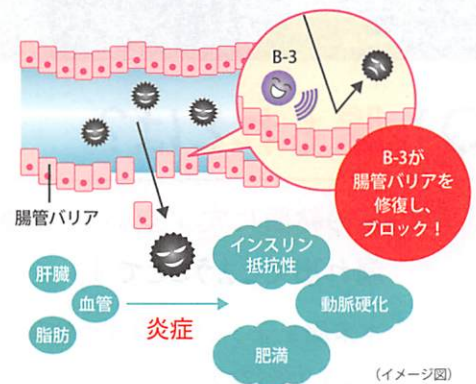 B-3
B-3が
腸管バリアを
修復し、
ブロック！
腸管バリア
インスリン
抵抗性
肝臓
血管
脂肪
炎症
動脈硬化
肥満
（イメージ図）